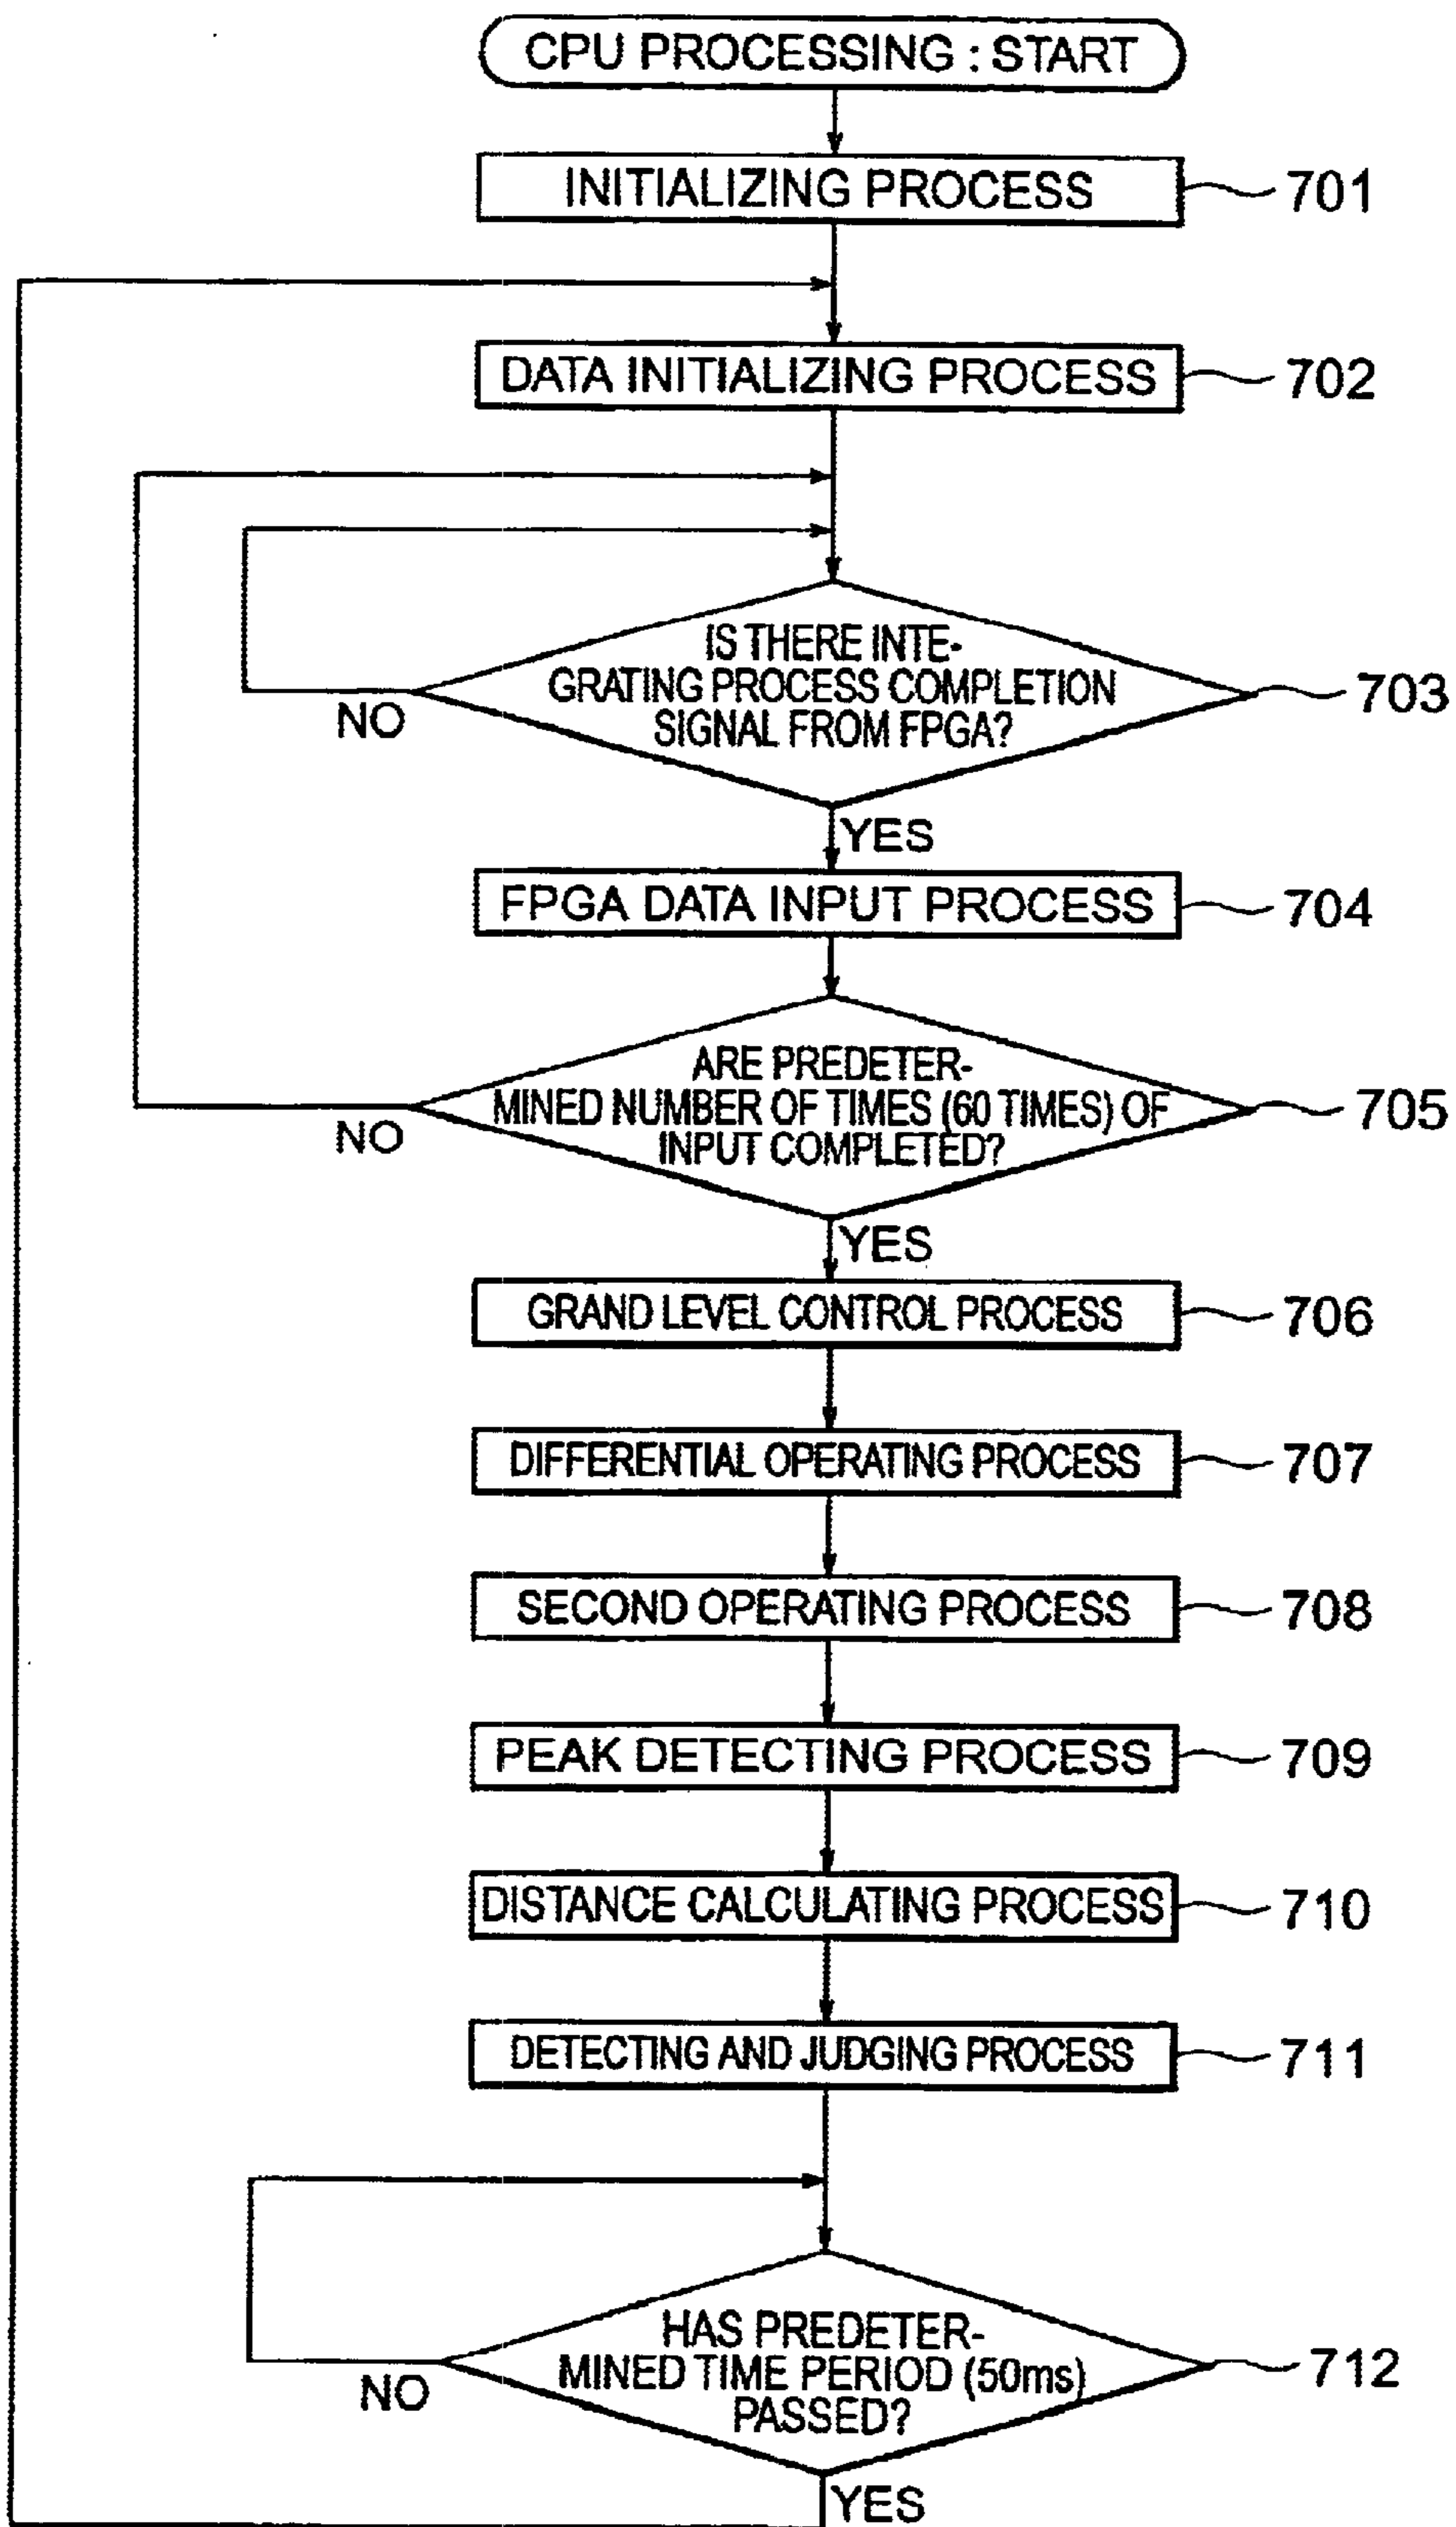 CPU PROCESSING : START
INITIALIZING PROCESS
701
DATA INITIALIZING PROCESS
702
IS THERE INTE-
GRATING PROCESS COMPLETION
SIGNAL FROM FPGA?
703
NO
YES
FPGA DATA INPUT PROCESS
704
ARE PREDETER-
MINED NUMBER OF TIMES (60 TIMES) OF
INPUT COMPLETED?
705
NO
YES
GRAND LEVEL CONTROL PROCESS
706
DIFFERENTIAL OPERATING PROCESS
707
SECOND OPERATING PROCESS
708
PEAK DETECTING PROCESS
709
DISTANCE CALCULATING PROCESS
710
DETECTING AND JUDGING PROCESS
711
HAS PREDETER-
MINED TIME PERIOD (50ms)
PASSED?
712
NO
YES